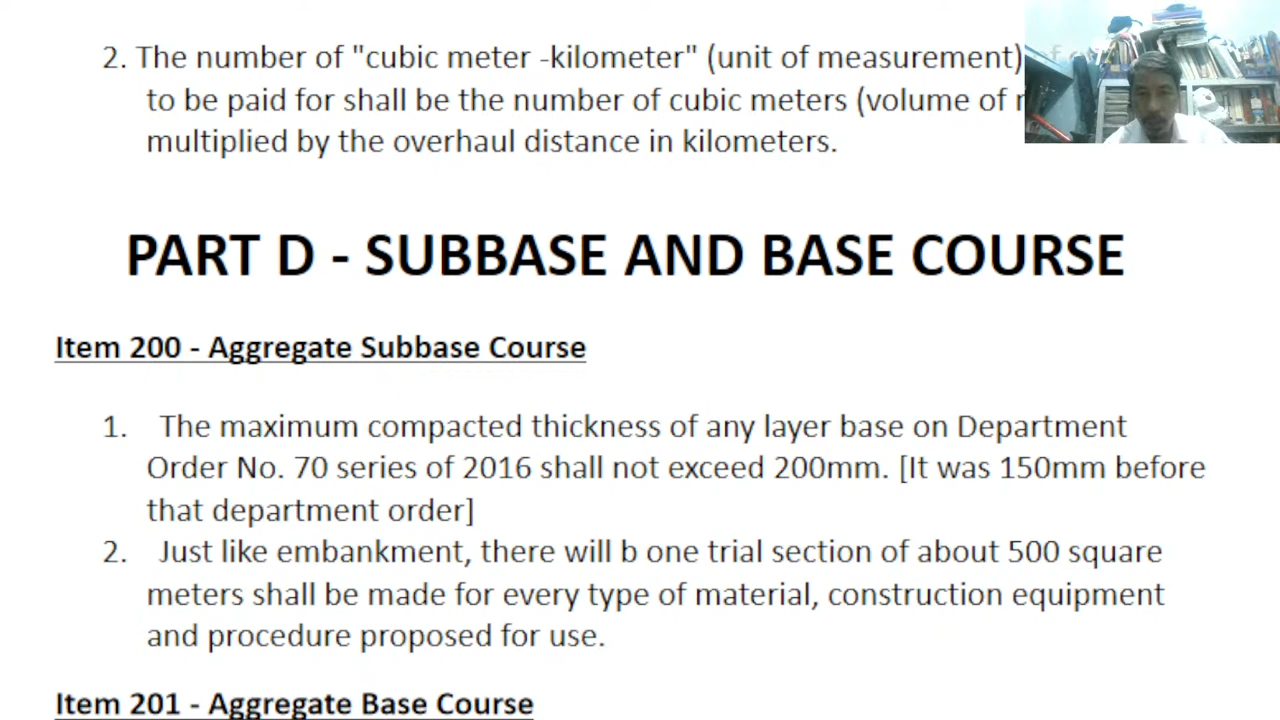 2. The number of "cubic meter -kilometer" (unit of measurement)
to be paid for shall be the number of cubic meters (volume of
multiplied by the overhaul distance in kilometers.
PART D - SUBBASE AND BASE COURSE
Item 200 - Aggregate Subbase Course
1. The maximum compacted thickness of any layer base on Department
Order No. 70 series of 2016 shall not exceed 200mm. [It was 150mm before
that department order]
2. Just like embankment, there will b one trial section of about 500 square
meters shall be made for every type of material, construction equipment
and procedure proposed for use.
Item 201 - Aggregate Base Course